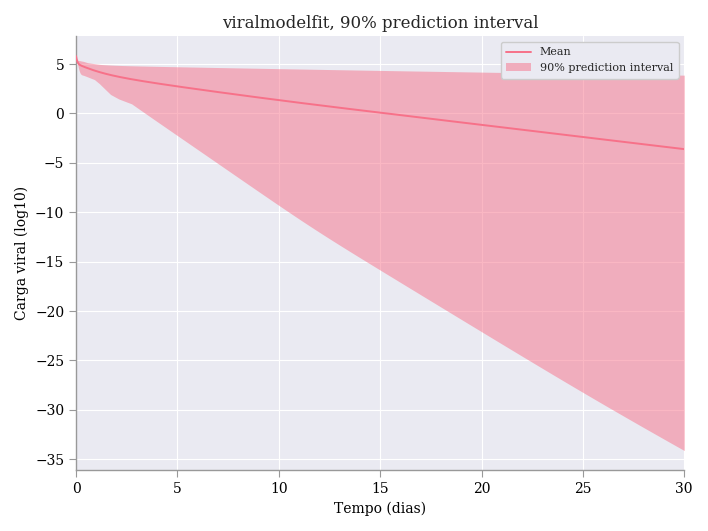 viralmodelfit, 90% prediction interval
Mean
90% prediction interval
Carga viral (log10)
5
0
−5
−10
−15
−20
−25
−30
−35
0 5 10 15 20 25 30
Tempo (dias)